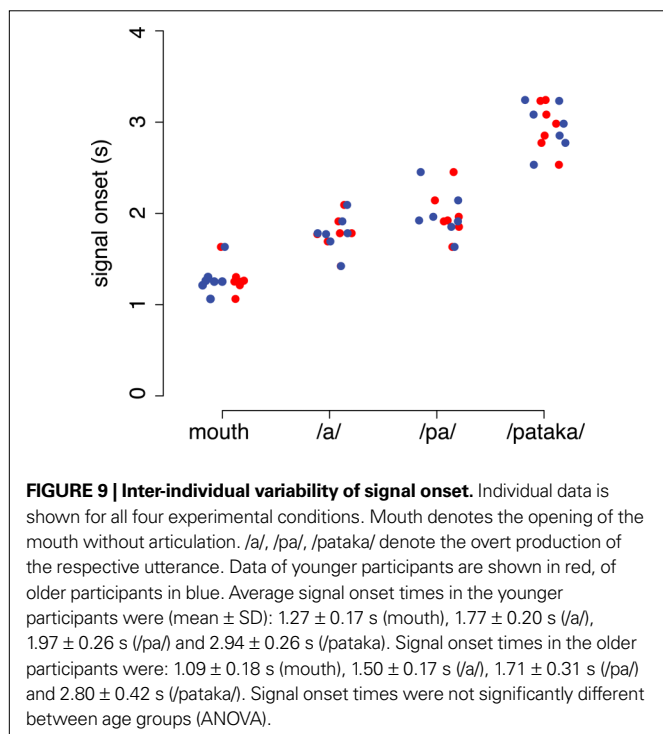 4
3
2
1
0
signal onset (s)
mouth /a/ /pa/ /pataka/
FIGURE 9 | Inter-individual variability of signal onset. Individual data is
shown for all four experimental conditions. Mouth denotes the opening of the
mouth without articulation. /a/, /pa/, /pataka/ denote the overt production of
the respective utterance. Data of younger participants are shown in red, of
older participants in blue. Average signal onset times in the younger
participants were (mean ± SD): 1.27 ± 0.17 s (mouth), 1.77 ± 0.20 s (/a/),
1.97 ± 0.26 s (/pa/) and 2.94 ± 0.26 s (/pataka). Signal onset times in the older
participants were: 1.09 ± 0.18 s (mouth), 1.50 ± 0.17 s (/a/), 1.71 ± 0.31 s (/pa/)
and 2.80 ± 0.42 s (/pataka/). Signal onset times were not significantly different
between age groups (ANOVA).